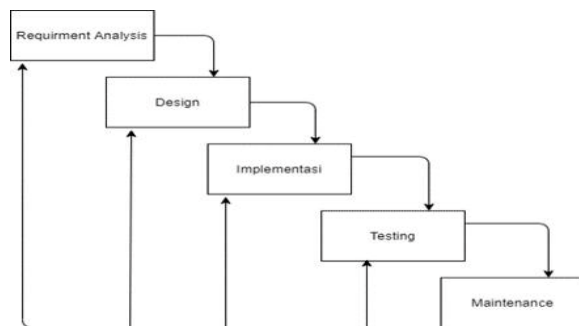 Requirment Analysis
Design
Implementasi
Testing
Maintenance